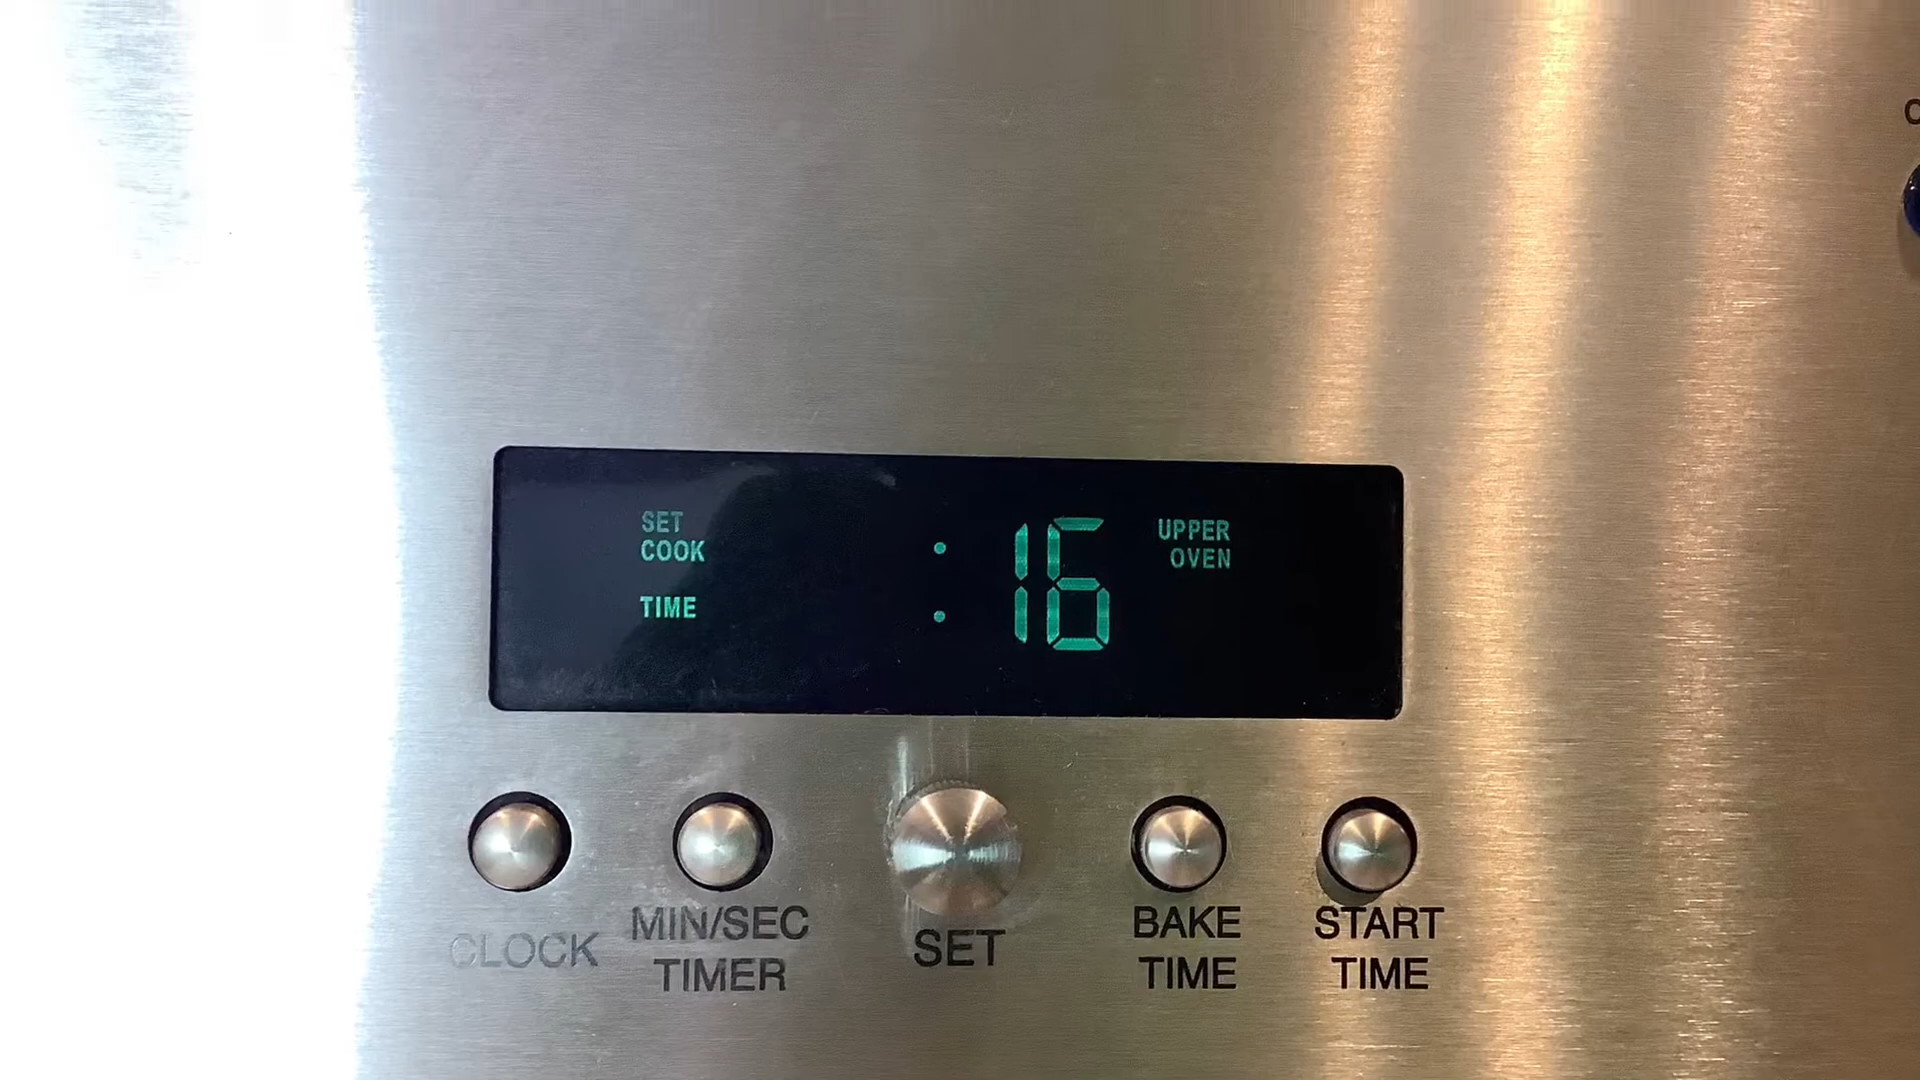 SET
COOK
TIME
:16
UPPER
OVEN
CLOCK
MIN/SEC
TIMER
SET
BAKE
TIME
START
TIME